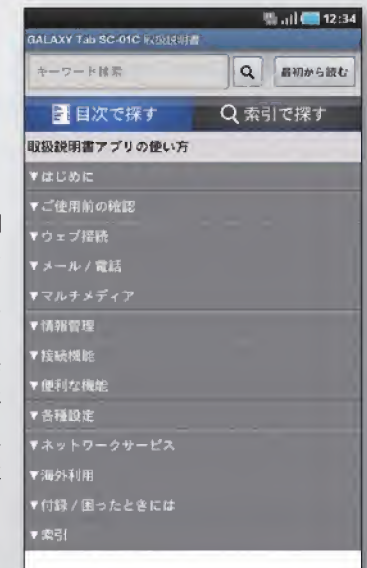 12:34
GALAXY Tab SC-01C 取扱説明書
キーワード検索
最初から読む
目次で探す
索引で探す
取扱説明書アプリの使い方
▼はじめに
▼ご使用前の確認
▼ウェブ接続
▼メール / 電話
▼マルチメディア
▼情報管理
▼接続機能
▼便利な機能
▼各種設定
▼ネットワークサービス
▼海外利用
▼付録 / 困ったときには
▼索引